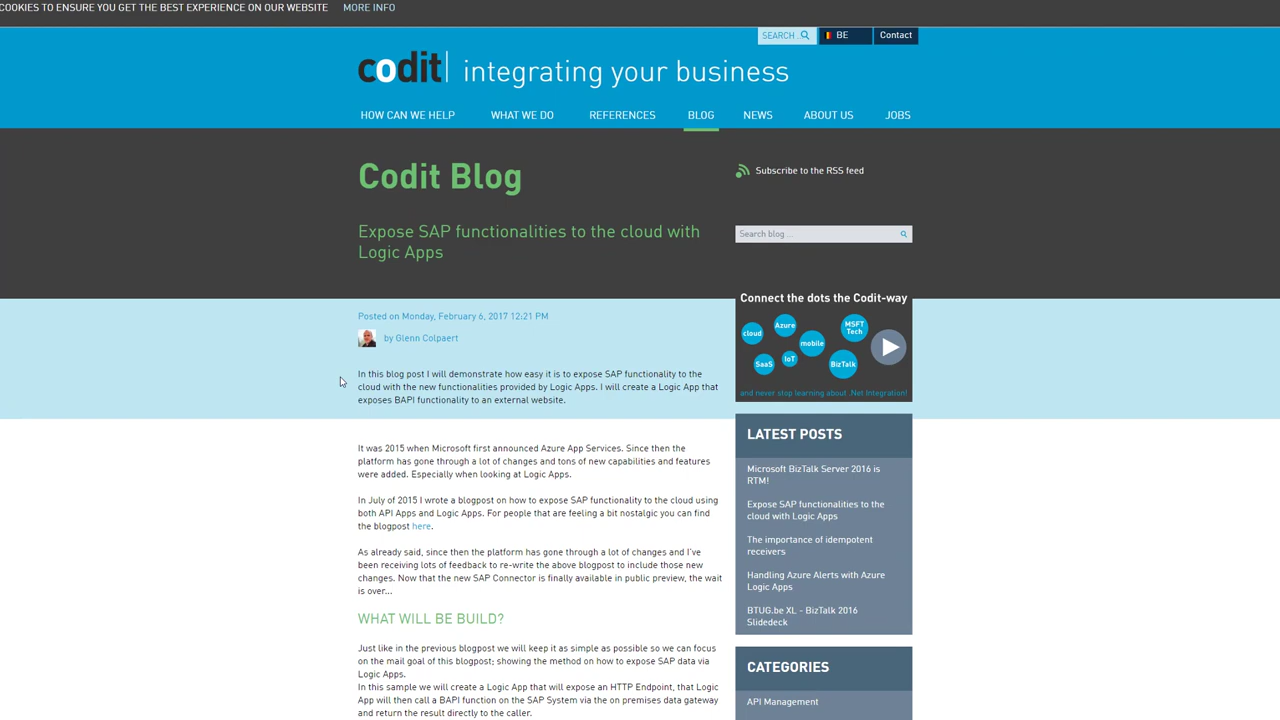 COOKIES TO ENSURE YOU GET THE BEST EXPERIENCE ON OUR WEBSITE MORE INFO
SEARCH ... BE Contact
codit integrating your business
HOW CAN WE HELP WHAT WE DO REFERENCES BLOG NEWS ABOUT US JOBS
Codit Blog
Subscribe to the RSS feed
Expose SAP functionalities to the cloud with
Logic Apps
Search blog ...
Posted on Monday, February 6, 2017 12:21 PM
by Glenn Colpaert
In this blog post I will demonstrate how easy it is to expose SAP functionality to the
cloud with the new functionalities provided by Logic Apps. I will create a Logic App that
exposes BAPI functionality to an external website.
It was 2015 when Microsoft first announced Azure App Services. Since then the
platform has gone through a lot of changes and tons of new capabilities and features
were added. Especially when looking at Logic Apps.
In July of 2015 I wrote a blogpost on how to expose SAP functionality to the cloud using
both API Apps and Logic Apps. For people that are feeling a bit nostalgic you can find
the blogpost here.
As already said, since then the platform has gone through a lot of changes and I've
been receiving lots of feedback to re-write the above blogpost to include those new
changes. Now that the new SAP Connector is finally available in public preview, the wait
is over...
WHAT WILL BE BUILD?
Just like in the previous blogpost we will keep it as simple as possible so we can focus
on the mail goal of this blogpost; showing the method on how to expose SAP data via
Logic Apps.
In this sample we will create a Logic App that will expose an HTTP Endpoint, that Logic
App will then call a BAPI function on the SAP System via the on premises data gateway
and return the result directly to the caller.
Connect the dots the Codit-way
cloud
Azure
mobile
MSFT
Tech
SaaS
IoT
BizTalk
and never stop learning about .Net Integration!
LATEST POSTS
Microsoft BizTalk Server 2016 is
RTM!
Expose SAP functionalities to the
cloud with Logic Apps
The importance of idempotent
receivers
Handling Azure Alerts with Azure
Logic Apps
BTUG.be XL - BizTalk 2016
Slidedeck
CATEGORIES
API Management